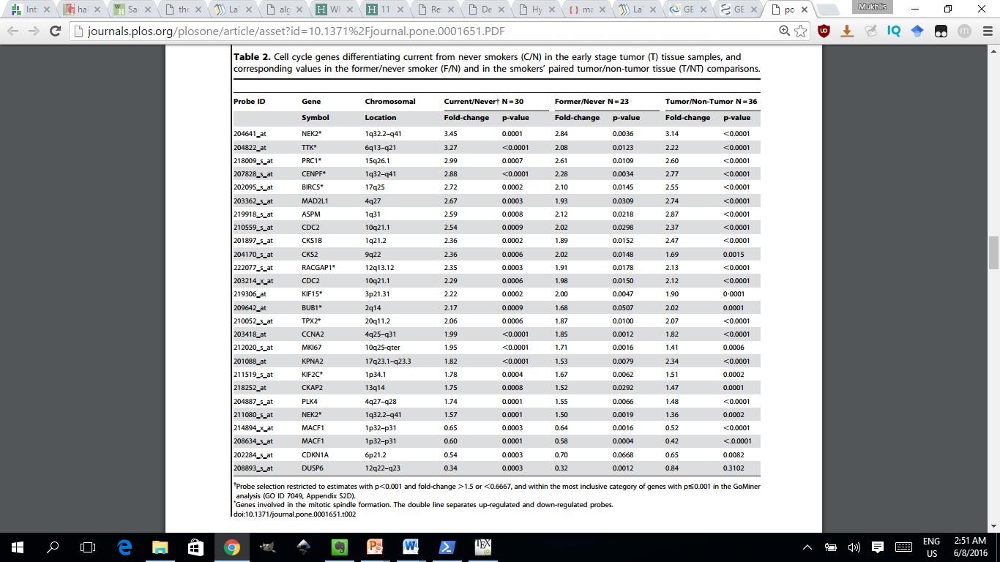 Int
ha
Sa
the
La
alg
Wl
11
Re
De
Hy
ma
La
GE
GE
po
Mukhlis
journals.plos.org/plosone/article/asset?id=10.1371%2Fjournal.pone.0001651.PDF
Table 2. Cell cycle genes differentiating current from never smokers (C/N) in the early stage tumor (T) tissue samples, and
corresponding values in the former/never smoker (F/N) and in the smokers' paired tumor/non-tumor tissue (T/NT) comparisons.
Probe ID Gene Chromosomal Current/Never† N = 30 Former/Never N = 23 Tumor/Non-Tumor N = 36
Symbol Location Fold-change p-value Fold-change p-value Fold-change p-value
204641_at NEK2* 1q32.2–q41 3.45 0.0001 2.84 0.0036 3.14 <0.0001
204822_at TTK* 6q13–q21 3.27 <0.0001 2.08 0.0123 2.22 <0.0001
218009_s_at PRC1* 15q26.1 2.99 0.0007 2.61 0.0109 2.60 <0.0001
207828_s_at CENPF* 1q32–q41 2.88 <0.0001 2.28 0.0034 2.77 <0.0001
202095_s_at BIRC5* 17q25 2.72 0.0002 2.10 0.0145 2.55 <0.0001
203362_s_at MAD2L1 4q27 2.67 0.0003 1.93 0.0309 2.74 <0.0001
219918_s_at ASPM 1q31 2.59 0.0008 2.12 0.0218 2.87 <0.0001
210559_s_at CDC2 10q21.1 2.54 0.0009 2.02 0.0298 2.37 <0.0001
201897_s_at CKS1B 1q21.2 2.36 0.0002 1.89 0.0152 2.47 <0.0001
204170_s_at CKS2 9q22 2.36 0.0006 2.02 0.0148 1.69 0.0015
222077_s_at RACGAP1* 12q13.12 2.35 0.0003 1.91 0.0178 2.13 <0.0001
203214_x_at CDC2 10q21.1 2.29 0.0006 1.98 0.0150 2.12 <0.0001
219306_at KIF15* 3p21.31 2.22 0.0002 2.00 0.0047 1.90 0·0001
209642_at BUB1* 2q14 2.17 0.0009 1.68 0.0507 2.02 0.0001
210052_s_at TPX2* 20q11.2 2.06 0.0006 1.87 0.0100 2.07 <0.0001
203418_at CCNA2 4q25–q31 1.99 <0.0001 1.85 0.0012 1.82 <0.0001
212020_s_at MKI67 10q25-qter 1.95 <0.0001 1.71 0.0016 1.41 0.0006
201088_at KPNA2 17q23.1–q23.3 1.82 <0.0001 1.53 0.0079 2.34 <0.0001
211519_s_at KIF2C* 1p34.1 1.78 0.0004 1.67 0.0062 1.51 0.0002
218252_at CKAP2 13q14 1.75 0.0008 1.52 0.0292 1.47 0.0001
204887_s_at PLK4 4q27–q28 1.74 0.0001 1.55 0.0066 1.48 <0.0001
211080_s_at NEK2* 1q32.2–q41 1.57 0.0001 1.50 0.0019 1.36 0.0002
214894_x_at MACF1 1p32–p31 0.65 0.0003 0.64 0.0016 0.52 <0.0001
208634_s_at MACF1 1p32–p31 0.60 0.0001 0.58 0.0004 0.42 <.0.0001
202284_s_at CDKN1A 6p21.2 0.54 0.0003 0.70 0.0668 0.65 0.0082
208893_s_at DUSP6 12q22–q23 0.34 0.0003 0.32 0.0012 0.84 0.3102
†Probe selection restricted to estimates with p<0.001 and fold-change >1.5 or <0.6667, and within the most inclusive category of genes with p≤0.001 in the GoMiner
analysis (GO ID 7049, Appendix S2D).
*Genes involved in the mitotic spindle formation. The double line separates up-regulated and down-regulated probes.
doi:10.1371/journal.pone.0001651.t002
ENG
US
2:51 AM
6/8/2016